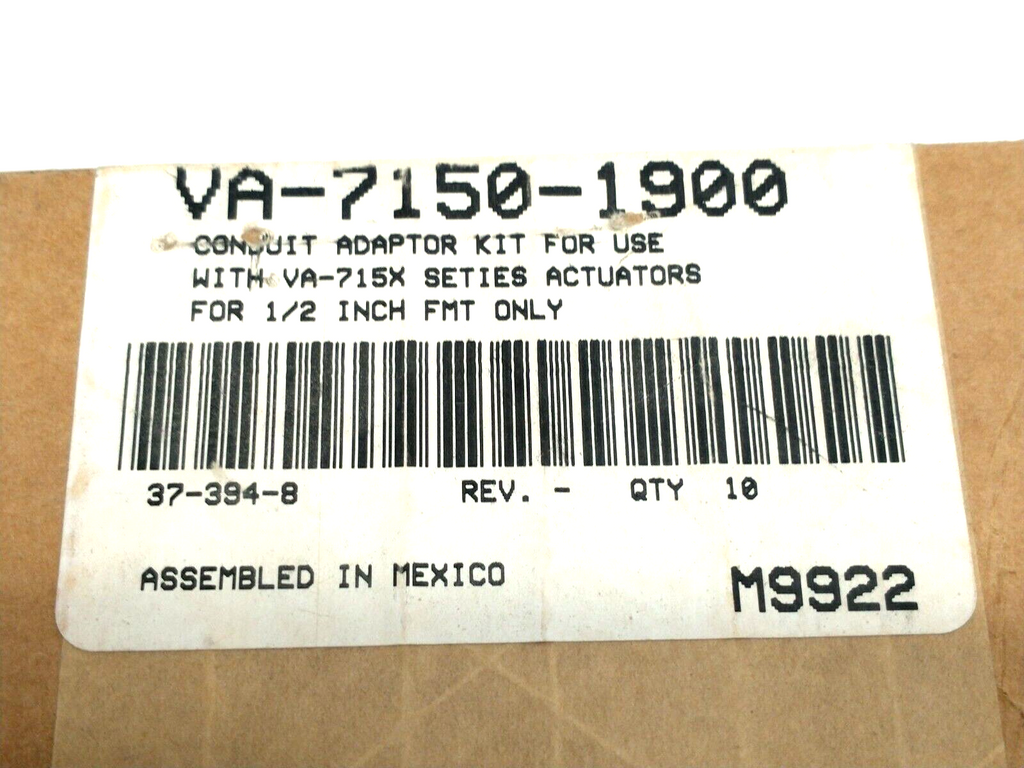 VA-7150-1900
CONDUIT ADAPTOR KIT FOR USE
WITH VA-715X SETIES ACTUATORS
FOR 1/2 INCH FMT ONLY
37-394-8 REV. - QTY 10
ASSEMBLED IN MEXICO M9922